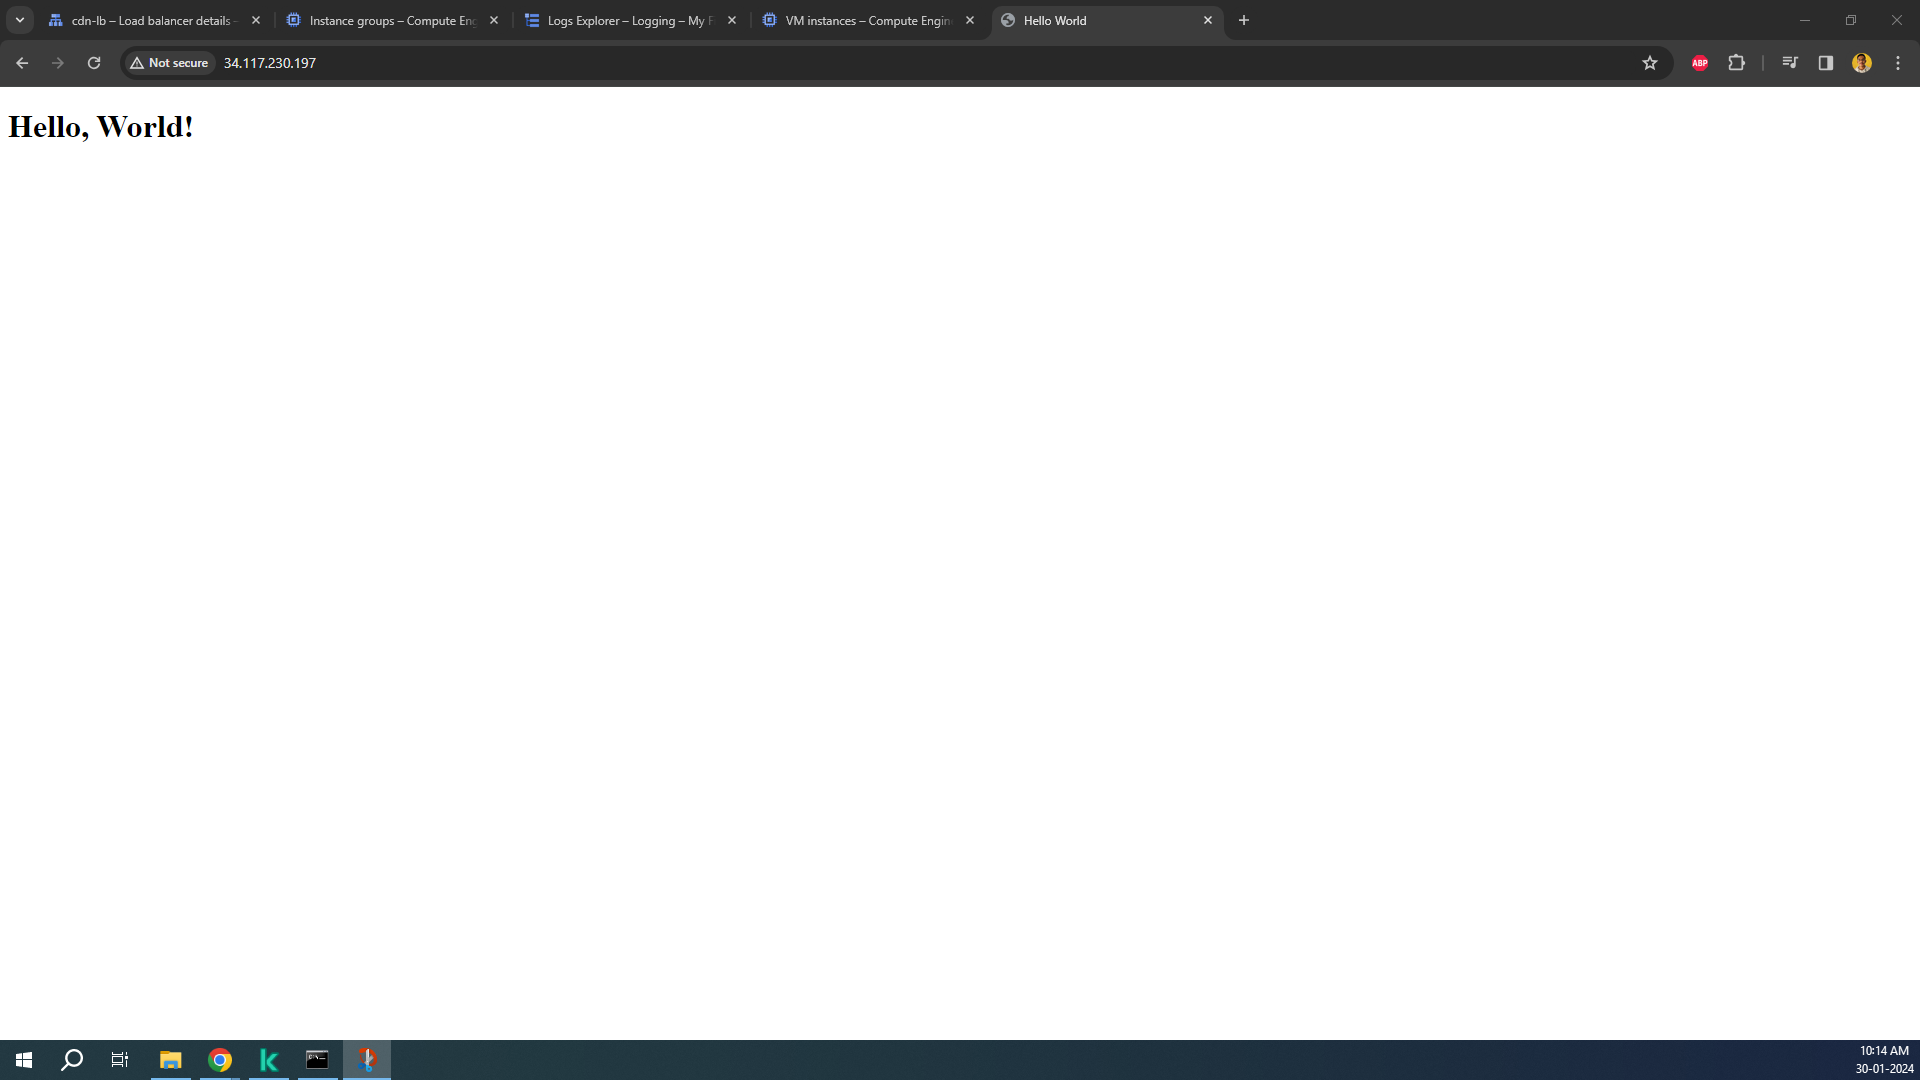 cdn-lb – Load balancer details -
Instance groups – Compute Eng
Logs Explorer – Logging – My F
VM instances – Compute Engin
Hello World
Not secure
34.117.230.197
ABP
Hello, World!
10:14 AM
30-01-2024